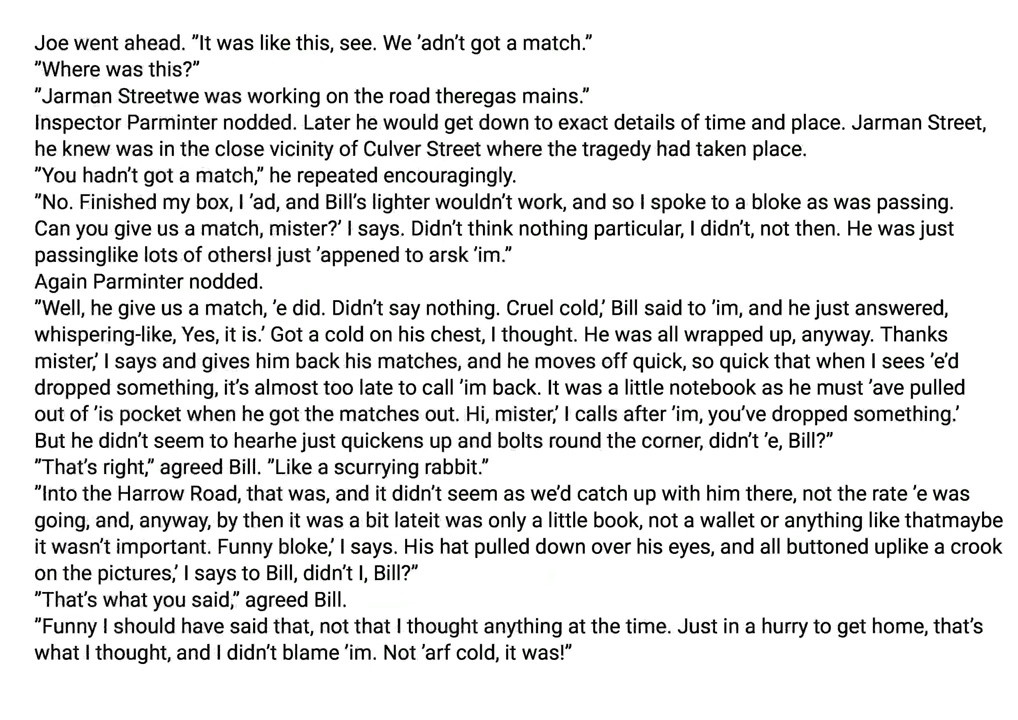 Joe went ahead. ”It was like this, see. We ’adn’t got a match.”
”Where was this?”
”Jarman Streetwe was working on the road theregas mains.”
Inspector Parminter nodded. Later he would get down to exact details of time and place. Jarman Street,
he knew was in the close vicinity of Culver Street where the tragedy had taken place.
”You hadn’t got a match,” he repeated encouragingly.
”No. Finished my box, I ’ad, and Bill’s lighter wouldn’t work, and so I spoke to a bloke as was passing.
Can you give us a match, mister?’ I says. Didn’t think nothing particular, I didn’t, not then. He was just
passinglike lots of othersI just ’appened to arsk ’im.”
Again Parminter nodded.
”Well, he give us a match, ’e did. Didn’t say nothing. Cruel cold,’ Bill said to ’im, and he just answered,
whispering-like, Yes, it is.’ Got a cold on his chest, I thought. He was all wrapped up, anyway. Thanks
mister,’ I says and gives him back his matches, and he moves off quick, so quick that when I sees ’e’d
dropped something, it’s almost too late to call ’im back. It was a little notebook as he must ’ave pulled
out of ’is pocket when he got the matches out. Hi, mister,’ I calls after ’im, you’ve dropped something.’
But he didn’t seem to hearhe just quickens up and bolts round the corner, didn’t ’e, Bill?”
”That’s right,” agreed Bill. ”Like a scurrying rabbit.”
”Into the Harrow Road, that was, and it didn’t seem as we’d catch up with him there, not the rate ’e was
going, and, anyway, by then it was a bit lateit was only a little book, not a wallet or anything like thatmaybe
it wasn’t important. Funny bloke,’ I says. His hat pulled down over his eyes, and all buttoned uplike a crook
on the pictures,’ I says to Bill, didn’t I, Bill?”
”That’s what you said,” agreed Bill.
”Funny I should have said that, not that I thought anything at the time. Just in a hurry to get home, that’s
what I thought, and I didn’t blame ’im. Not ’arf cold, it was!”